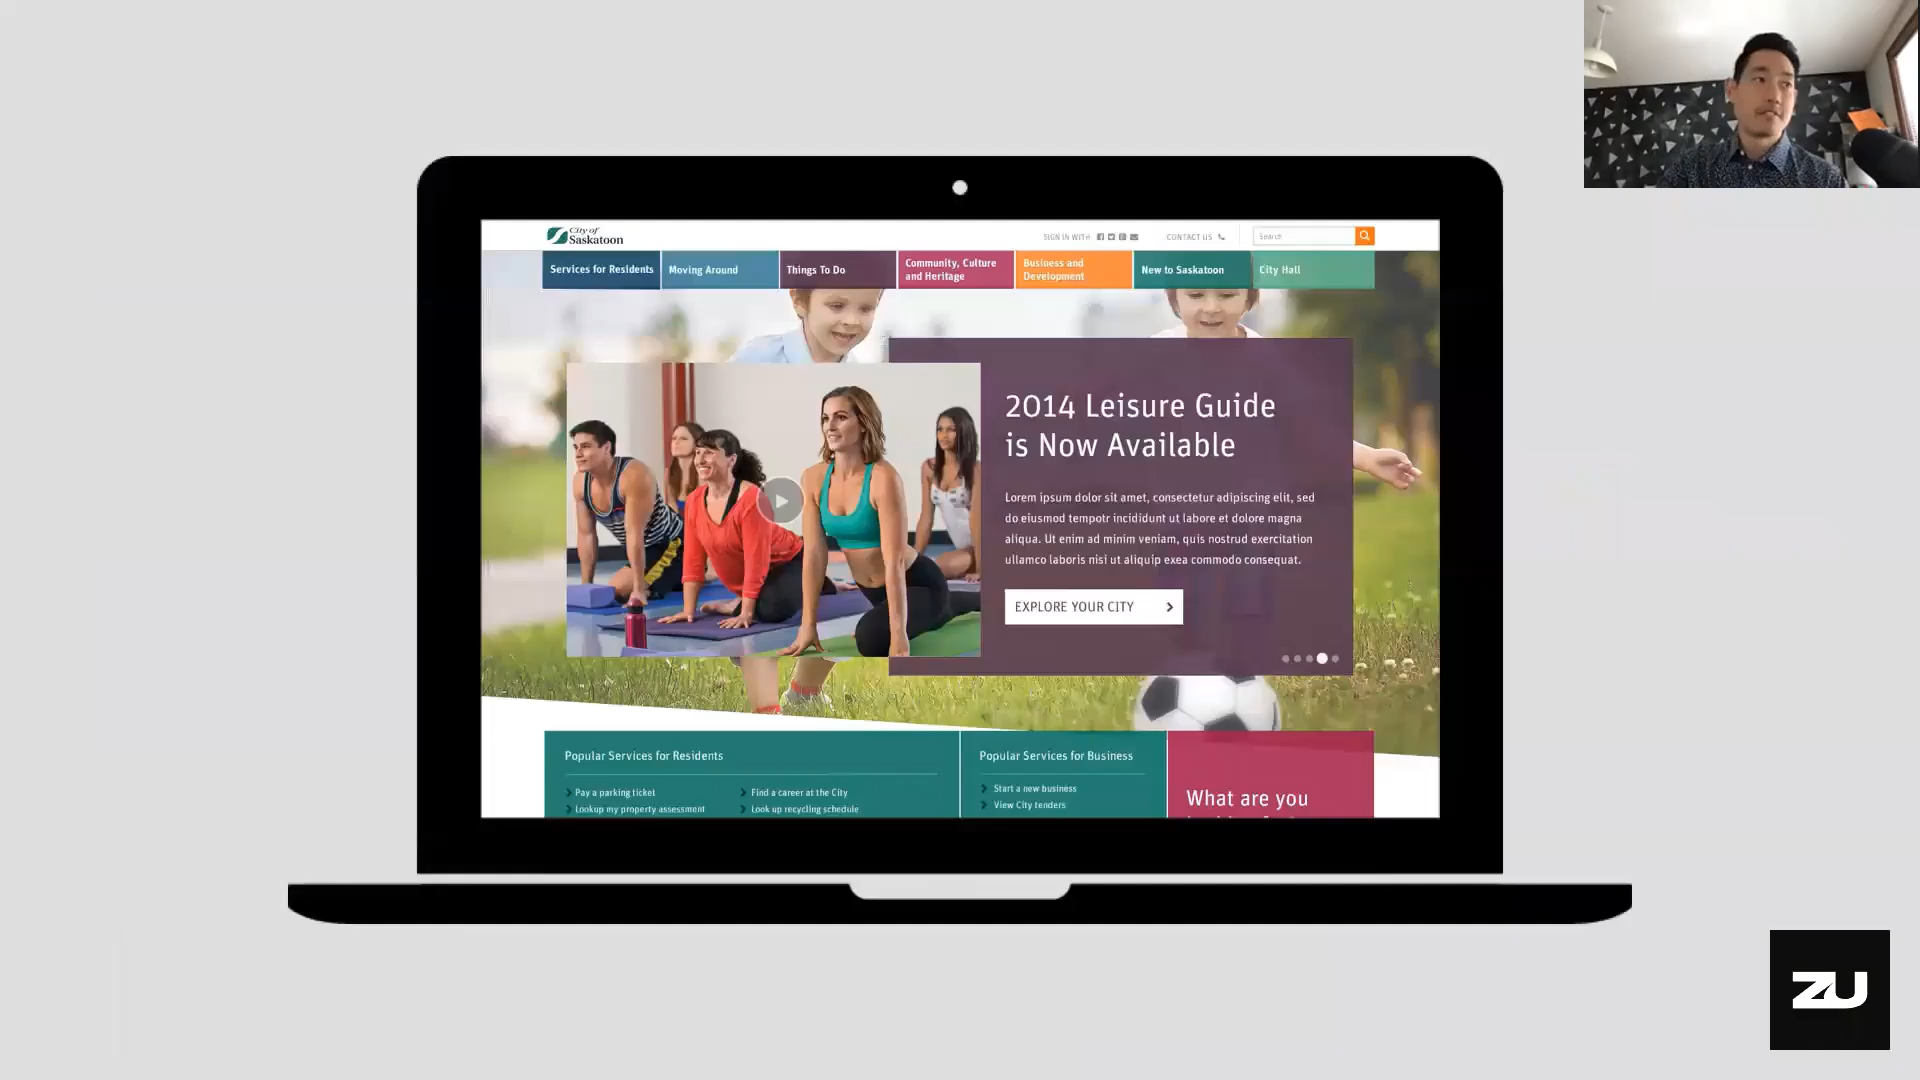 City of
Saskatoon
SIGN IN WITH
CONTACT US
Search
Services for Residents
Moving Around
Things To Do
Community, Culture
and Heritage
Business and
Development
New to Saskatoon
City Hall
2014 Leisure Guide
is Now Available
Lorem ipsum dolor sit amet, consectetur adipiscing elit, sed
do eiusmod tempotr incididunt ut labore et dolore magna
aliqua. Ut enim ad minim veniam, quis nostrud exercitation
ullamco laboris nisi ut aliquip exea commodo consequat.
EXPLORE YOUR CITY
Popular Services for Residents
Pay a parking ticket
Lookup my property assessment
Find a career at the City
Look up recycling schedule
Popular Services for Business
Start a new business
View City tenders
What are you
ZU